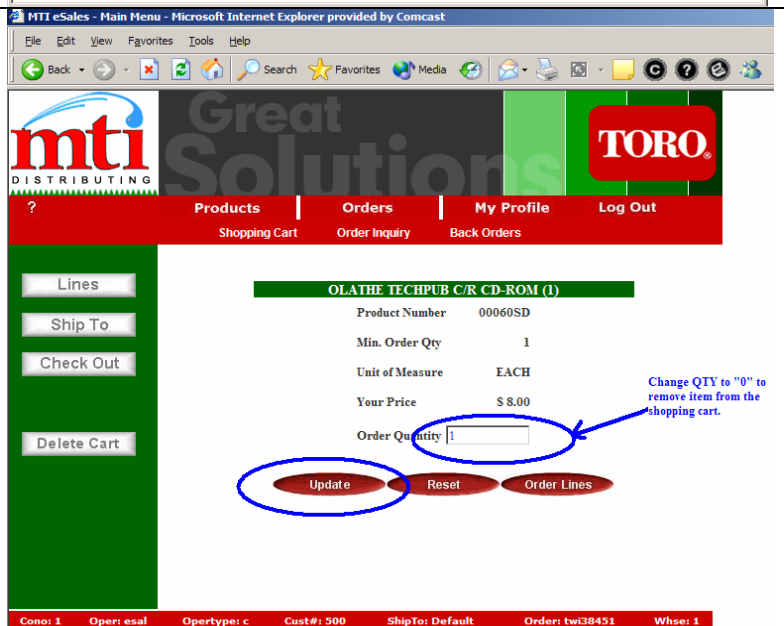 MTI eSales - Main Menu - Microsoft Internet Explorer provided by Comcast
File Edit View Favorites Tools Help
Back Search Favorites Media
Great
Solutions
mti
DISTRIBUTING
TORO®
? Products Orders My Profile Log Out
Shopping Cart Order Inquiry Back Orders
Lines
Ship To
Check Out
Delete Cart
OLATHE TECHPUB C/R CD-ROM (1)
Product Number 00060SD
Min. Order Qty 1
Unit of Measure EACH
Your Price $ 8.00
Order Quantity 1
Change QTY to "0" to
remove item from the
shopping cart.
Update Reset Order Lines
Cono: 1 Oper: esal Opertype: c Cust#: 500 ShipTo: Default Order: twi38451 Whse: 1